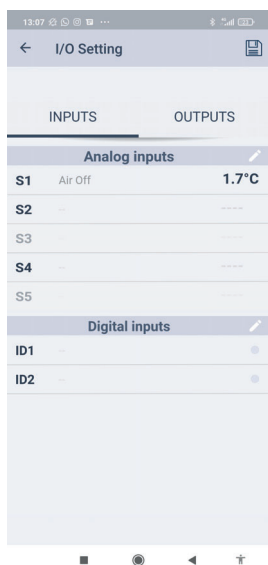 13:07
I/O Setting
INPUTS OUTPUTS
Analog inputs
S1 Air Off 1.7°C
S2 -- ----
S3 -- ----
S4 -- ----
S5 -- ----
Digital inputs
ID1 --
ID2 --